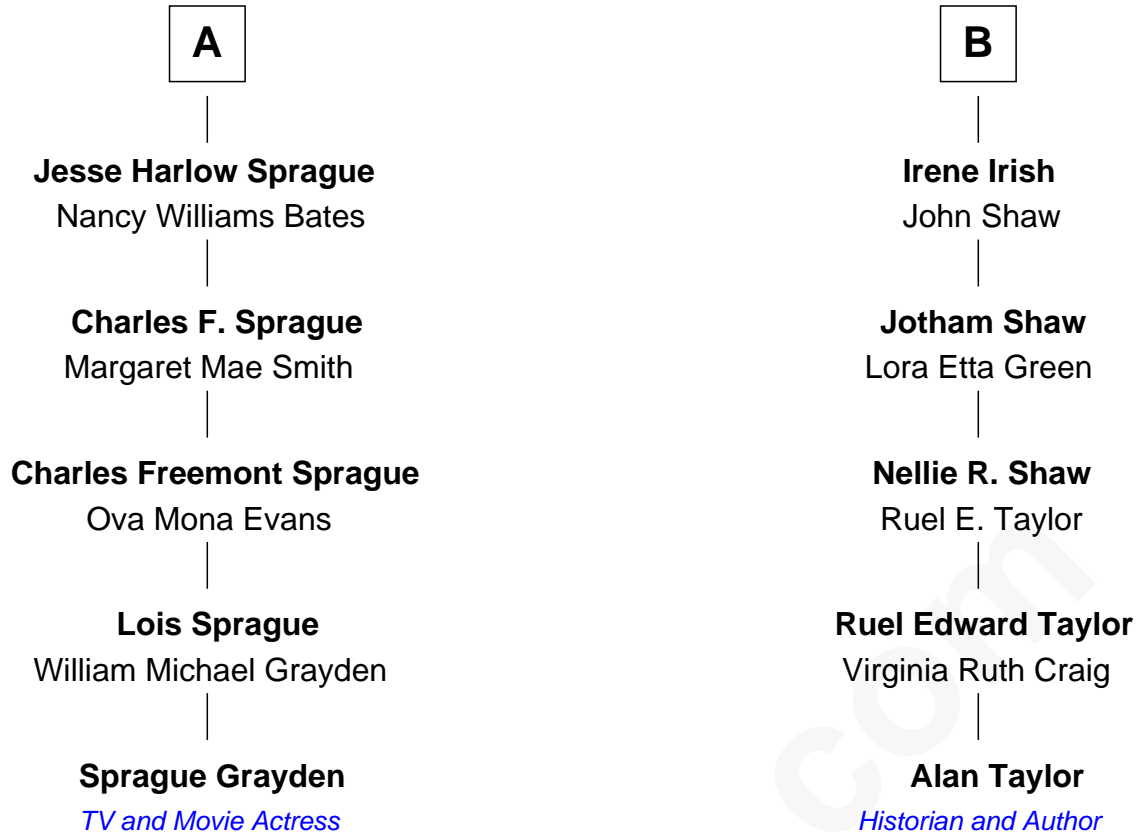 A
Jesse Harlow Sprague
Nancy Williams Bates
Charles F. Sprague
Margaret Mae Smith
Charles Freemont Sprague
Ova Mona Evans
Lois Sprague
William Michael Grayden
Sprague Grayden
TV and Movie Actress
B
Irene Irish
John Shaw
Jotham Shaw
Lora Etta Green
Nellie R. Shaw
Ruel E. Taylor
Ruel Edward Taylor
Virginia Ruth Craig
Alan Taylor
Historian and Author
com